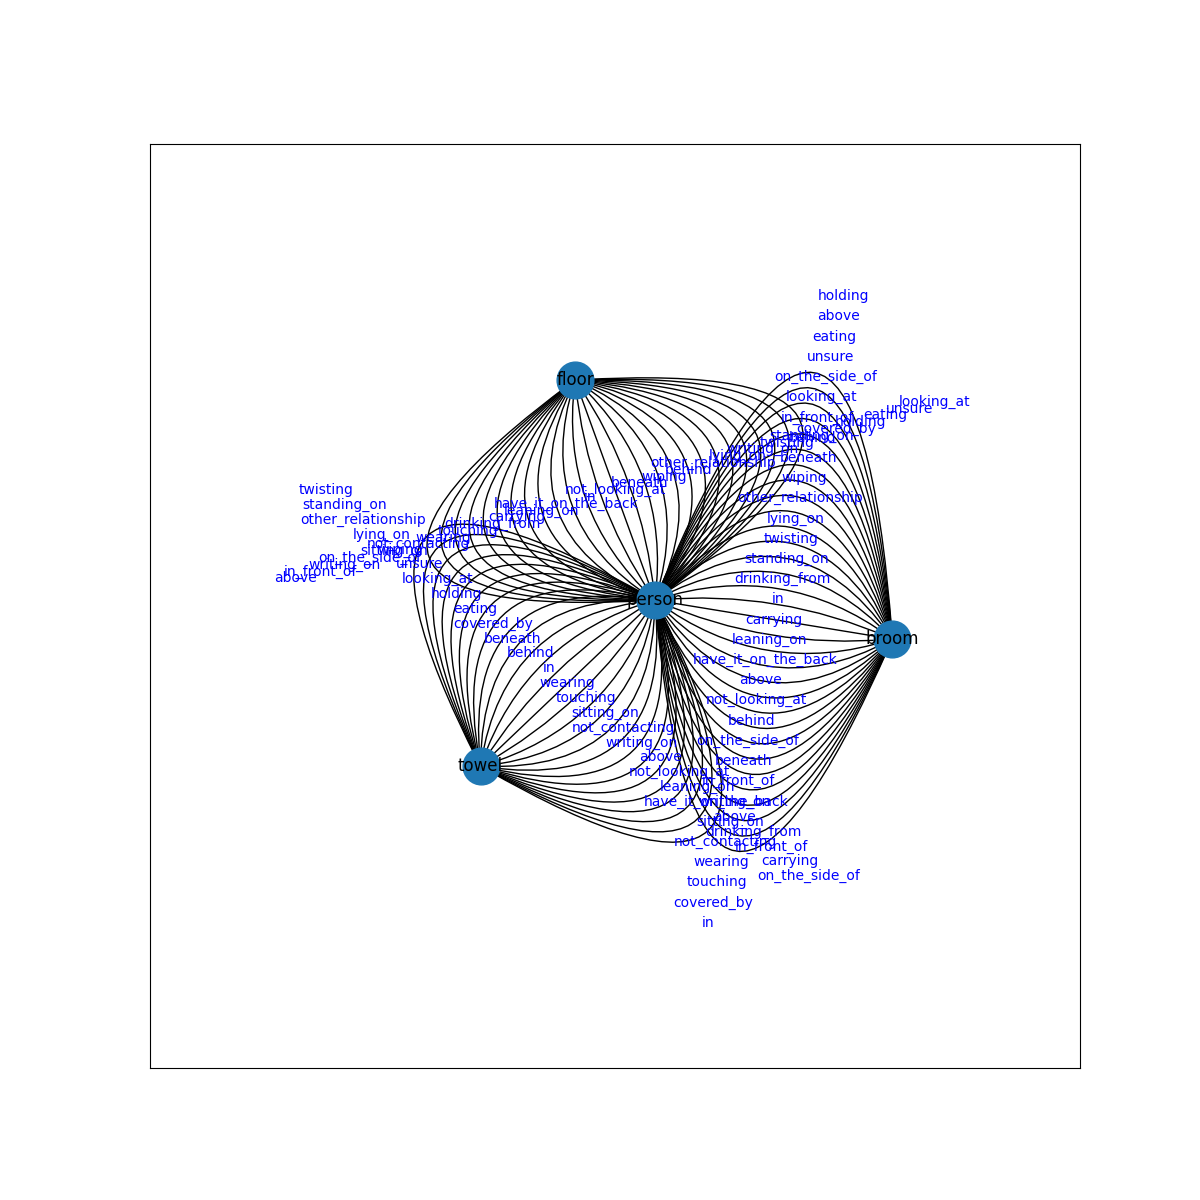 holding
above
eating
unsure
on_the_side_of
looking_at
looking_at
unsure
eating
in_front_of
holding
covered_by
standing_on
twisting
writing_on
lying_on
beneath
other_relationship
behind
wiping
wiping
beneath
not_looking_at
in
have_it_on_the_back
leaning_on
carrying
drinking_from
touching
wearing
floor
twisting
standing_on
other_relationship
lying_on
not_contacting
sitting_on
on_the_side_of
writing_on
in_front_of
above
unsure
looking_at
holding
eating
covered_by
beneath
behind
in
wearing
touching
sitting_on
not_contacting
writing_on
above
not_looking_at
leaning_on
have_it_on_the_back
other_relationship
lying_on
twisting
standing_on
drinking_from
in
carrying
leaning_on
have_it_on_the_back
above
not_looking_at
behind
on_the_side_of
beneath
in_front_of
writing_on
above
sitting_on
drinking_from
not_contacting
in_front_of
wearing
carrying
touching
on_the_side_of
covered_by
in
person
broom
towel